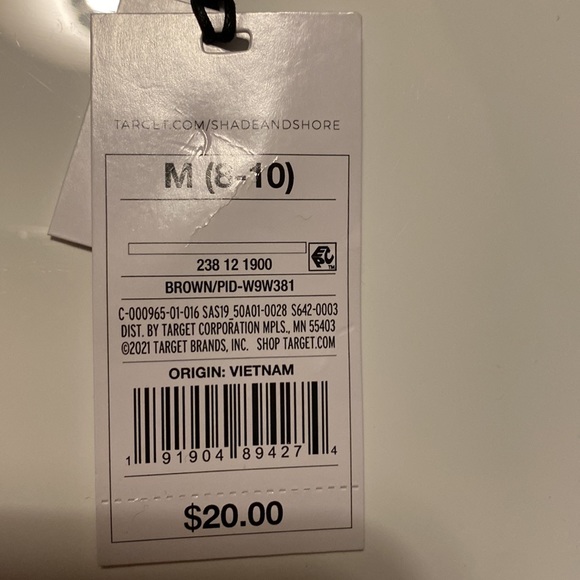 TARGET.COM/SHADEANDSHORE
M (8-10)
238 12 1900
BROWN/PID-W9W381
C-000965-01-016 SAS19_50A01-0028 S642-0003
DIST. BY TARGET CORPORATION MPLS., MN 55403
©2021 TARGET BRANDS, INC. SHOP TARGET.COM
ORIGIN: VIETNAM
1 91904 89427 4
$20.00